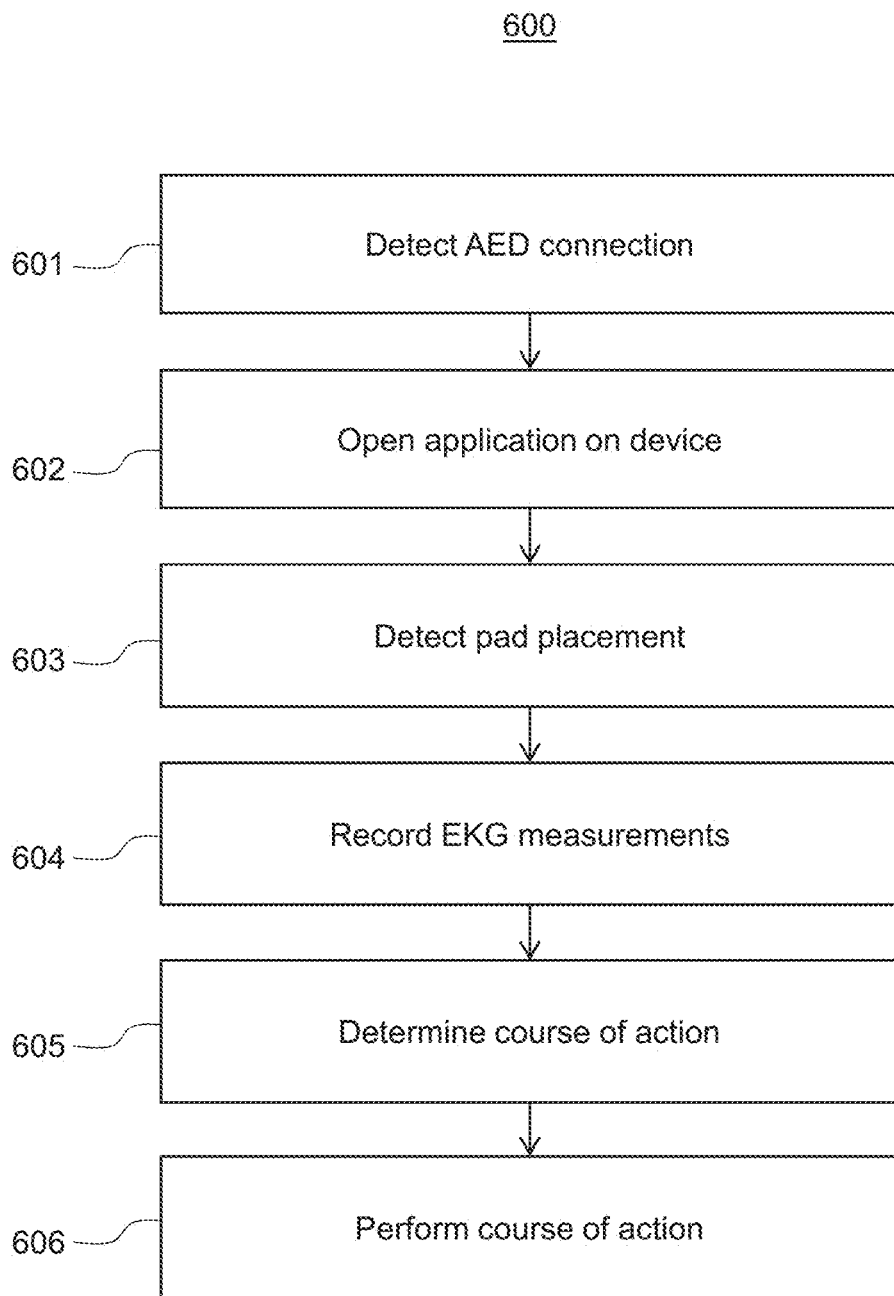 600
601
Detect AED connection
602
Open application on device
603
Detect pad placement
604
Record EKG measurements
605
Determine course of action
606
Perform course of action